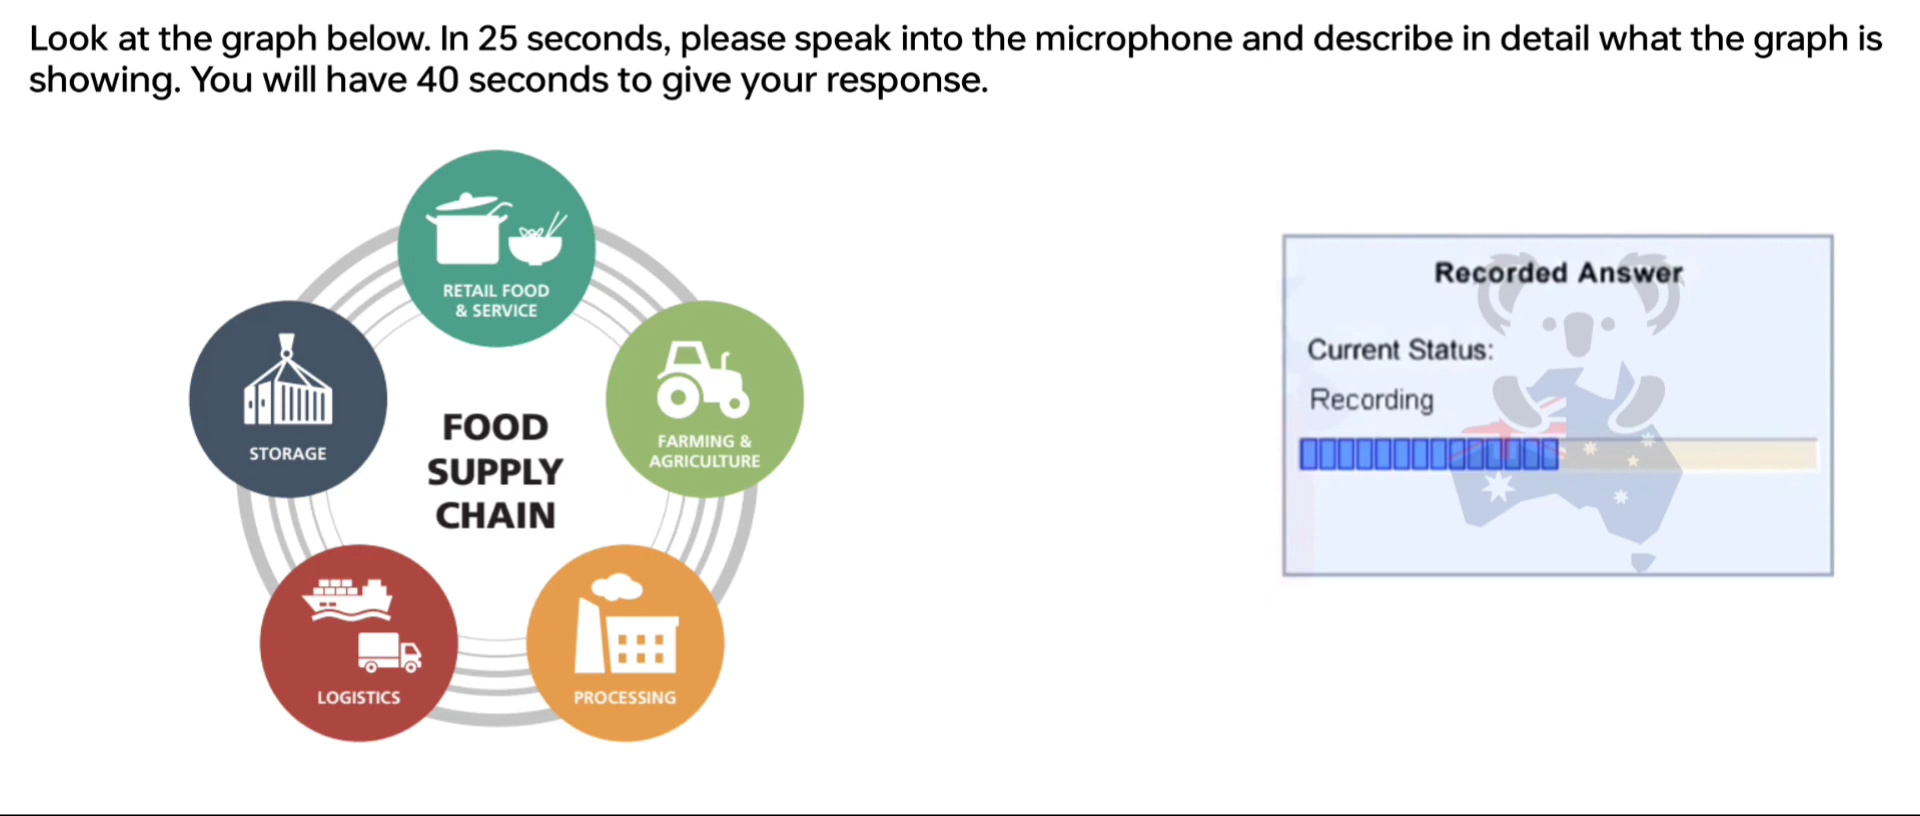 Look at the graph below. In 25 seconds, please speak into the microphone and describe in detail what the graph is
showing. You will have 40 seconds to give your response.
RETAIL FOOD
& SERVICE
STORAGE
FARMING &
AGRICULTURE
FOOD
SUPPLY
CHAIN
LOGISTICS
PROCESSING
Recorded Answer
Current Status:
Recording